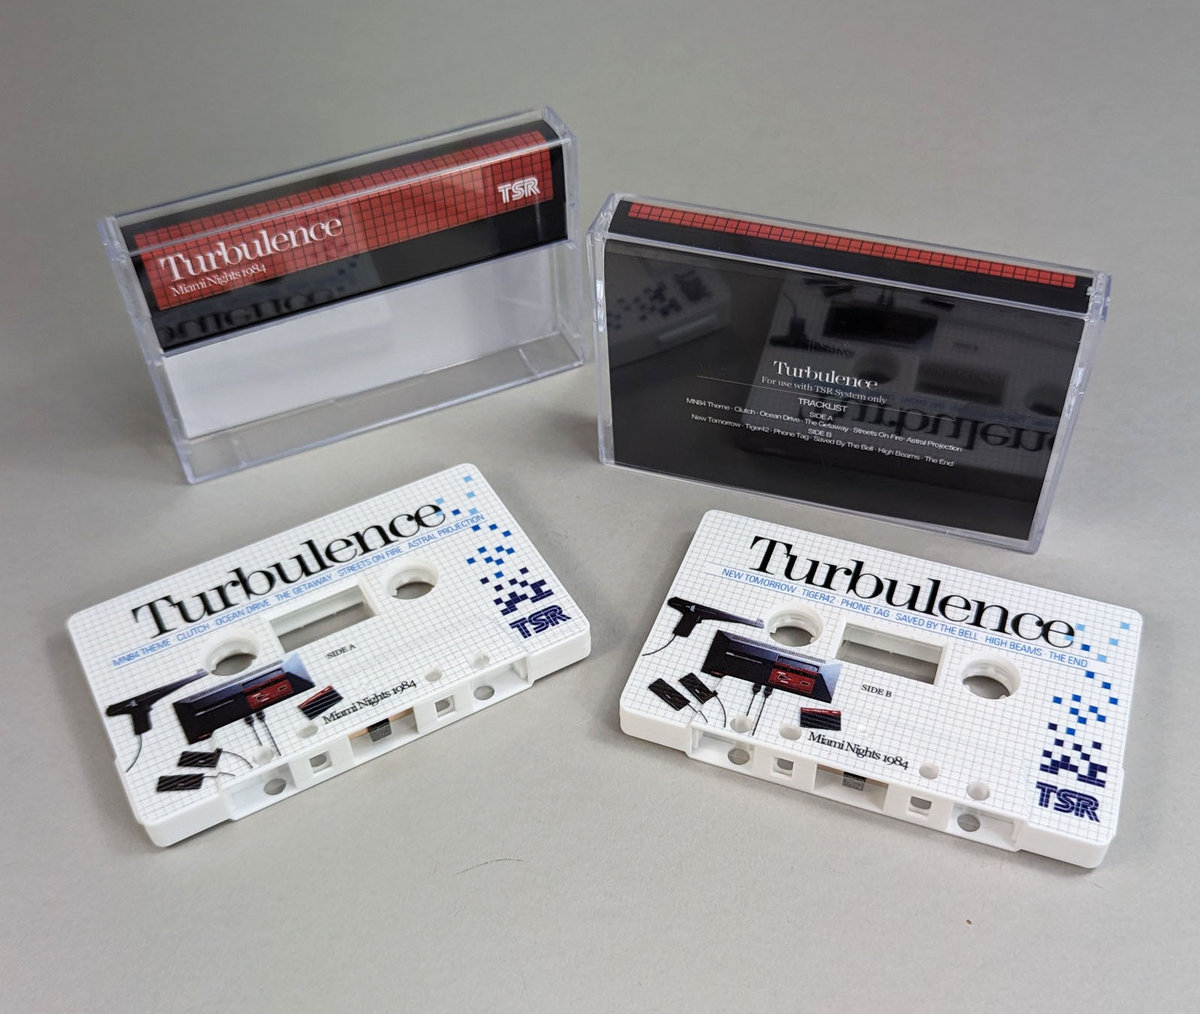 Turbulence
Miami Nights 1984
TSR
Turbulence
For use with TSR System only
TRACKLIST
SIDE A
MN84 Theme · Clutch · Ocean Drive · The Getaway · Streets On Fire · Astral Projection
SIDE B
New Tomorrow · Tiger42 · Phone Tag · Saved By The Bell · High Beams · The End
Turbulence
MN84 THEME CLUTCH OCEAN DRIVE THE GETAWAY STREETS ON FIRE ASTRAL PROJECTION
SIDE A
Miami Nights 1984
TSR
Turbulence
NEW TOMORROW · TIGER42 · PHONE TAG SAVED BY THE BELL HIGH BEAMS THE END
SIDE B
Miami Nights 1984
TSR